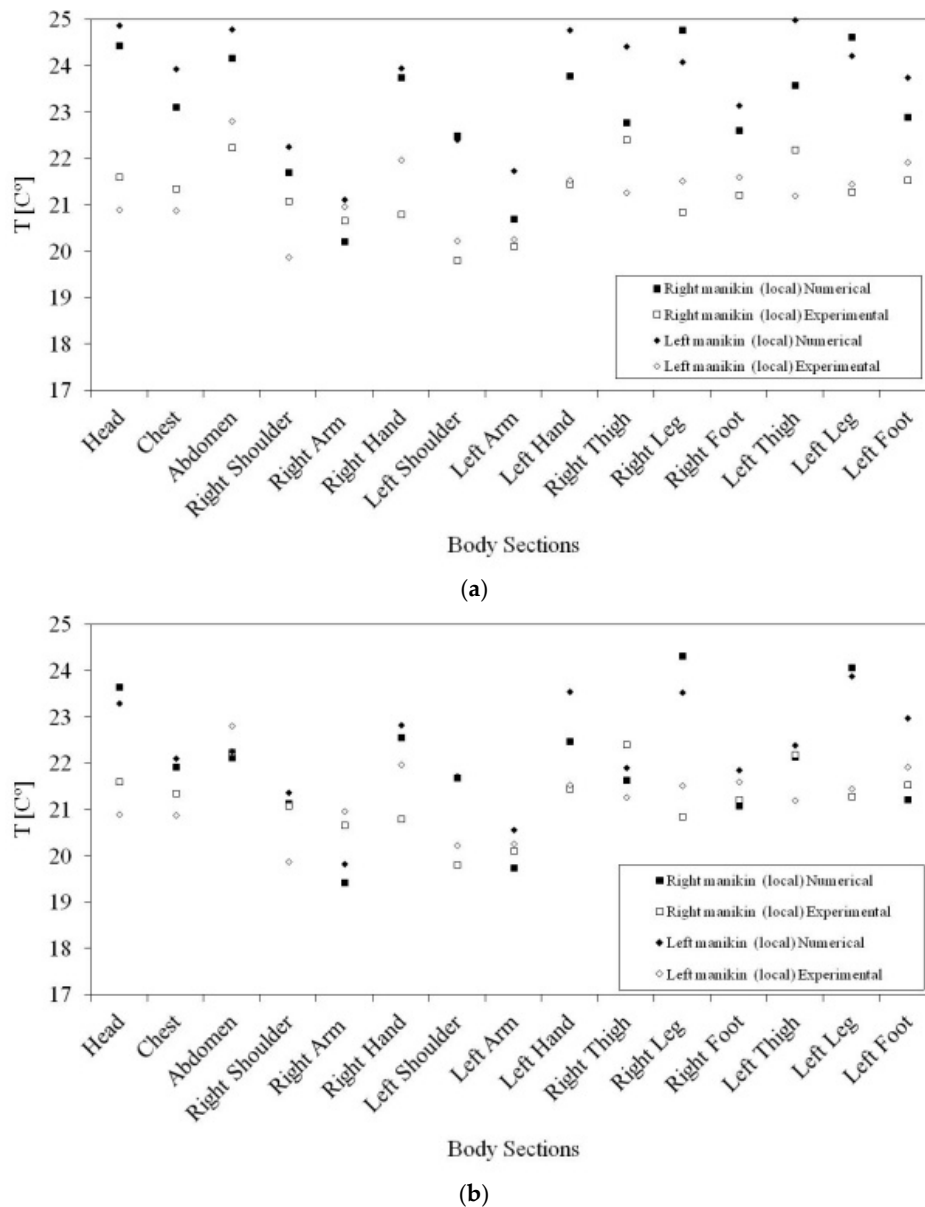 25
24
23
22
21
20
19
18
17
T [Cº]
Right manikin (local) Numerical
Right manikin (local) Experimental
Left manikin (local) Numerical
Left manikin (local) Experimental
Head
Chest
Abdomen
Right Shoulder
Right Arm
Right Hand
Left Shoulder
Left Arm
Left Hand
Right Thigh
Right Leg
Right Foot
Left Thigh
Left Leg
Left Foot
Body Sections
(a)
25
24
23
22
21
20
19
18
17
T [Cº]
Right manikin (local) Numerical
Right manikin (local) Experimental
Left manikin (local) Numerical
Left manikin (local) Experimental
Head
Chest
Abdomen
Right Shoulder
Right Arm
Right Hand
Left Shoulder
Left Arm
Left Hand
Right Thigh
Right Leg
Right Foot
Left Thigh
Left Leg
Left Foot
Body Sections
(b)